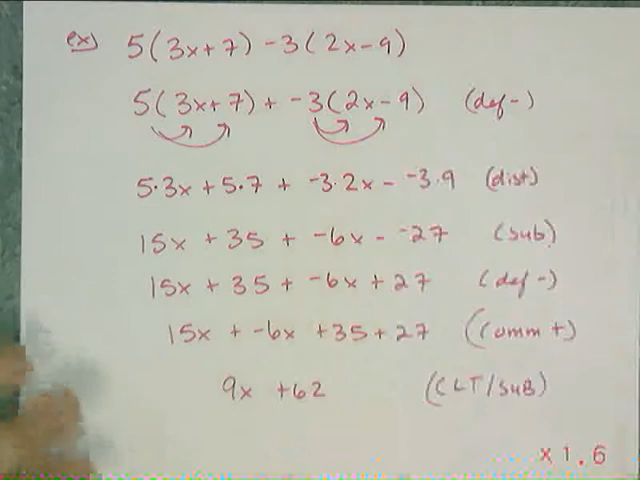 ex) 5(3x+7) -3(2x-9)
5(3x+7) + -3(2x-9) (def -)
5·3x + 5·7 + -3·2x - -3·9 (dist)
15x + 35 + -6x - -27 (sub)
15x + 35 + -6x + 27 (def -)
15x + -6x + 35 + 27 (comm +)
9x + 62 (CLT/sub)
x1.6